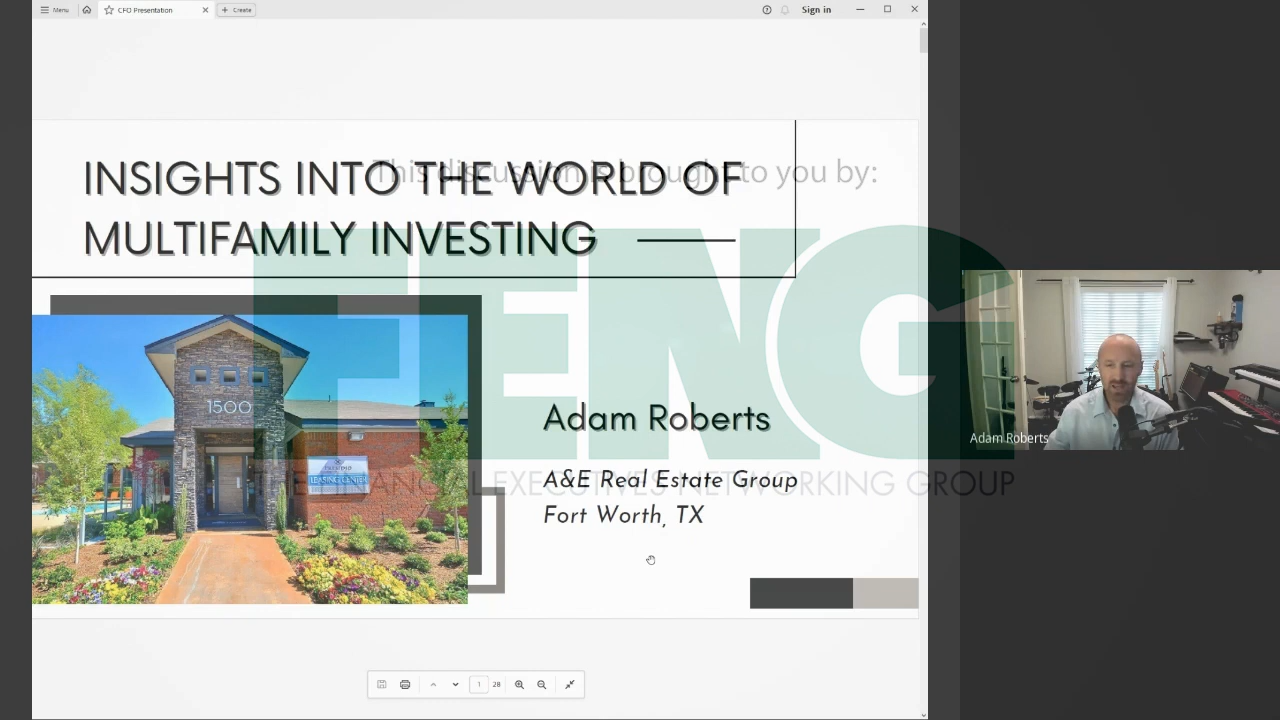 Menu
CFO Presentation
Create
Sign in
This discussion is brought to you by:
INSIGHTS INTO THE WORLD OF
MULTIFAMILY INVESTING
FENG
THE FINANCIAL EXECUTIVES NETWORKING GROUP
1500
LEASING CENTER
Adam Roberts
A&E Real Estate Group
Fort Worth, TX
Adam Roberts
1
28